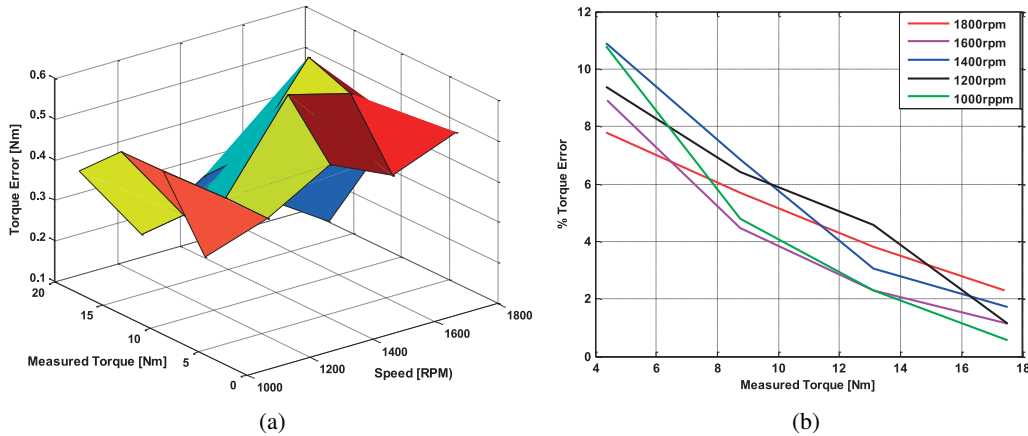 0.6
0.5
0.4
0.3
0.2
0.1
Torque Error [Nm]
20
15
10
5
0
Measured Torque [Nm]
1000
1200
1400
1600
1800
Speed [RPM]
(a)
12
10
8
6
4
2
0
% Torque Error
1800rpm
1600rpm
1400rpm
1200rpm
1000rppm
4 6 8 10 12 14 16 18
Measured Torque [Nm]
(b)